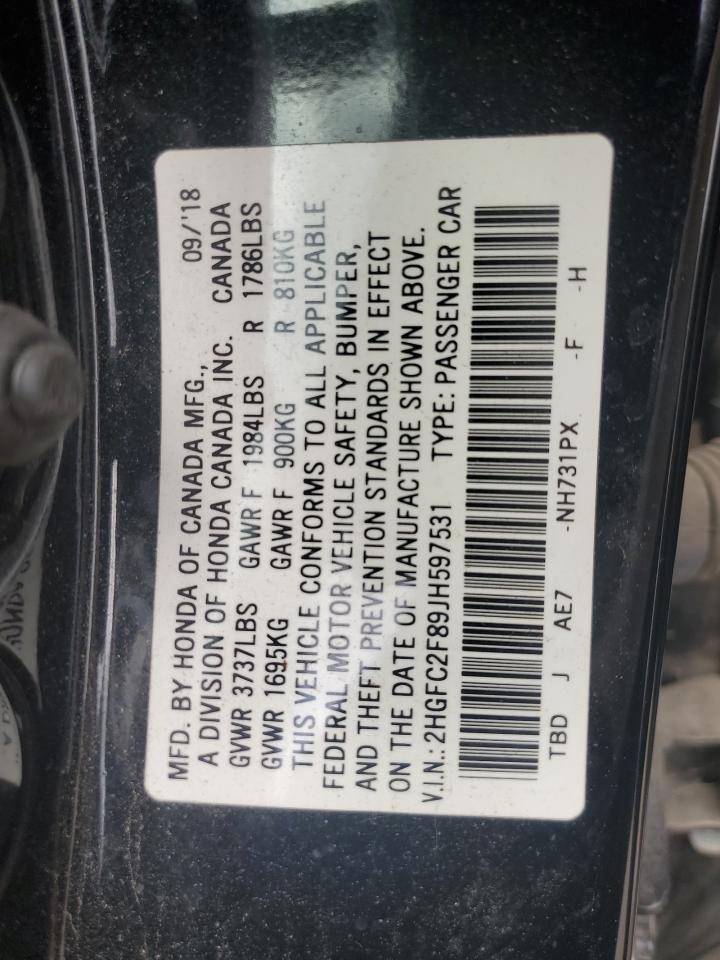 MFD. BY HONDA OF CANADA MFG., 09/'18
A DIVISION OF HONDA CANADA INC. CANADA
GVWR 3737LBS GAWR F 1984LBS R 1786LBS
GVWR 1695KG GAWR F 900KG R 810KG
THIS VEHICLE CONFORMS TO ALL APPLICABLE
FEDERAL MOTOR VEHICLE SAFETY, BUMPER,
AND THEFT PREVENTION STANDARDS IN EFFECT
ON THE DATE OF MANUFACTURE SHOWN ABOVE.
V.I.N.: 2HGFC2F89JH597531 TYPE: PASSENGER CAR
TBD J AE7 -NH731PX -F -H